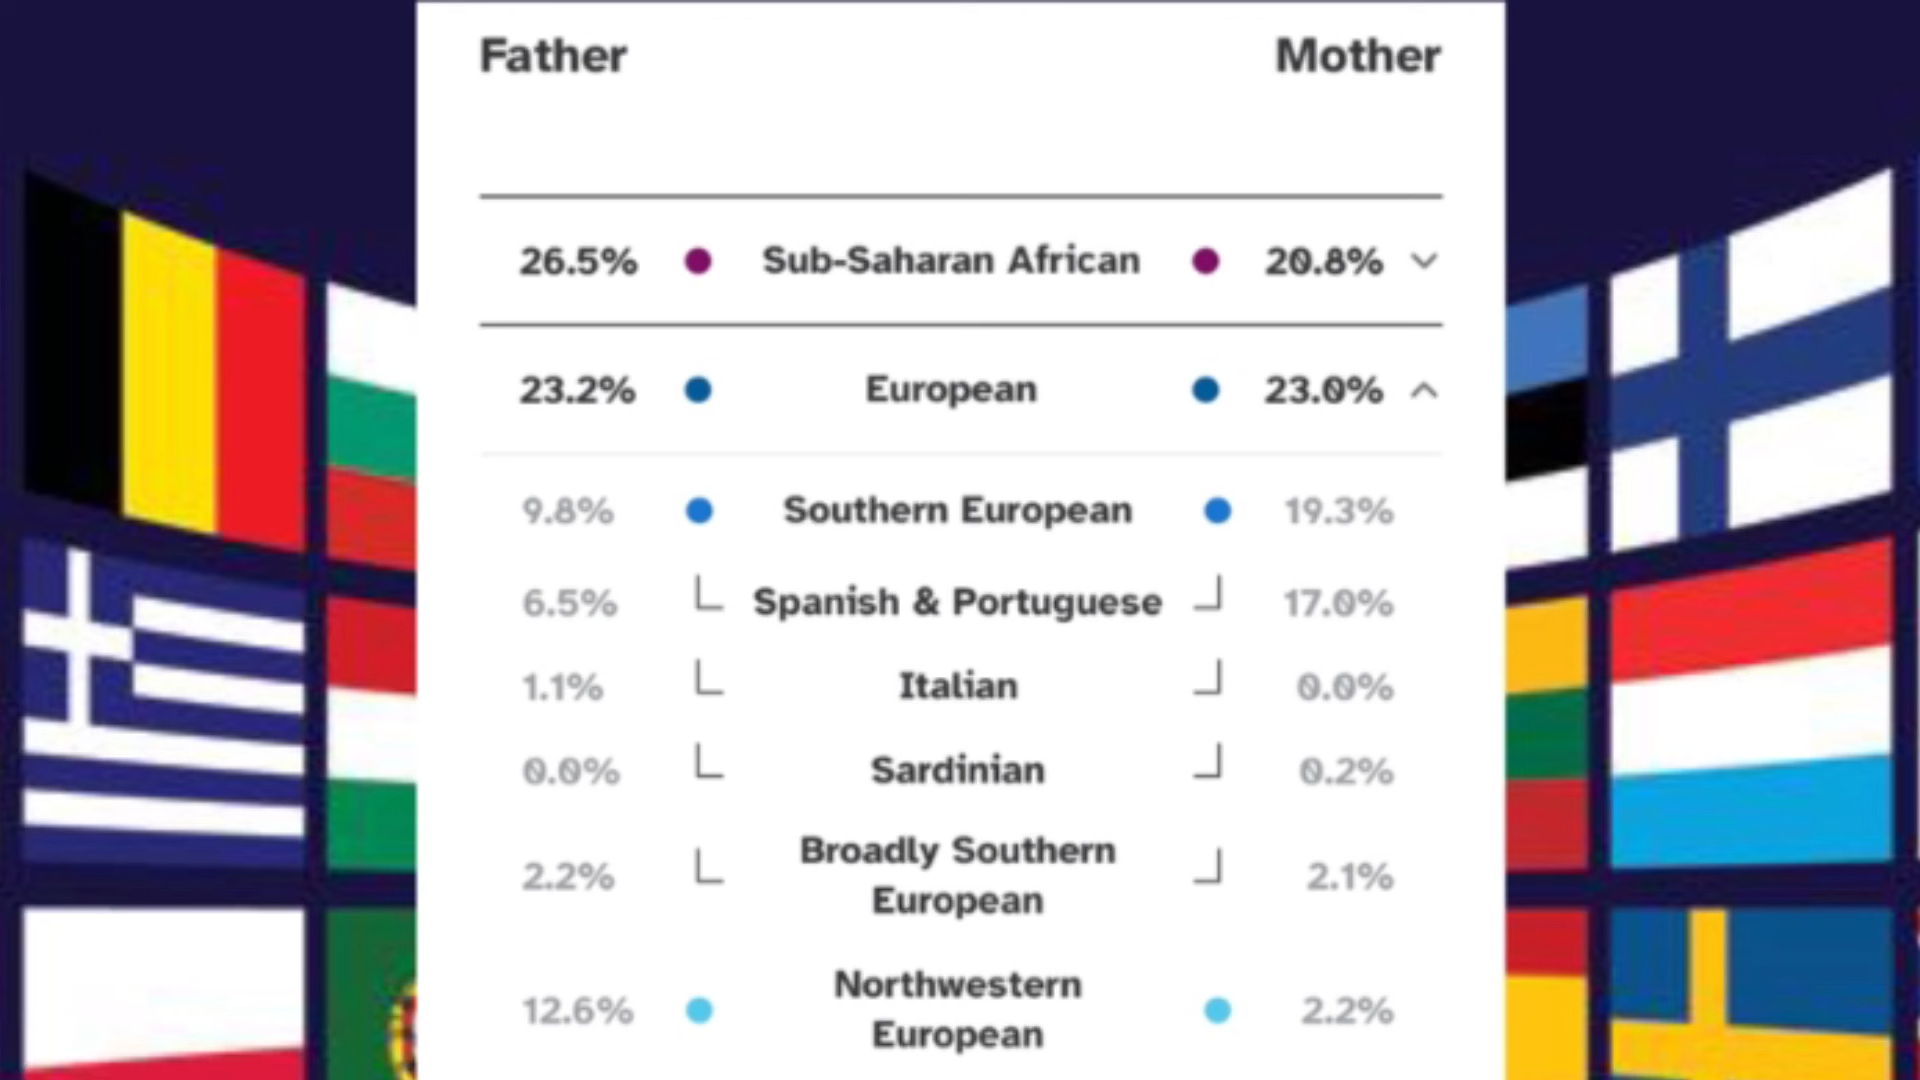 Father Mother
26.5% Sub-Saharan African 20.8%
23.2% European 23.0%
9.8% Southern European 19.3%
6.5% Spanish & Portuguese 17.0%
1.1% Italian 0.0%
0.0% Sardinian 0.2%
Broadly Southern
2.2% European 2.1%
Northwestern
12.6% European 2.2%